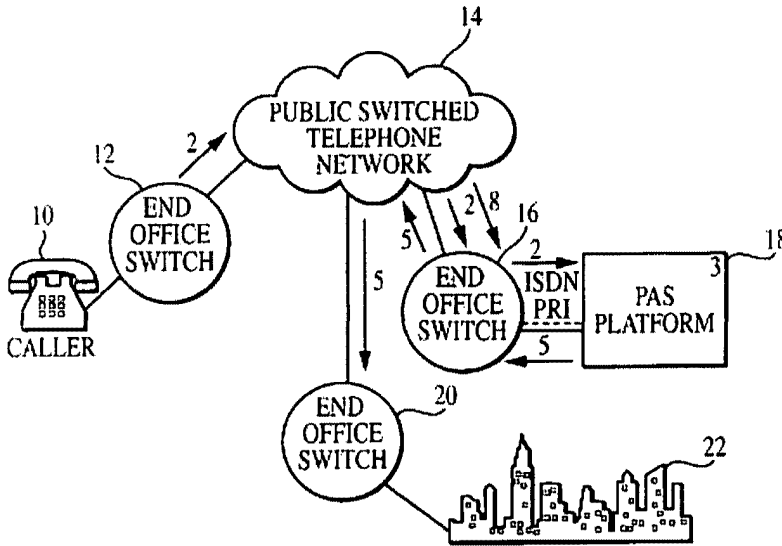 14
PUBLIC SWITCHED
TELEPHONE
NETWORK
12
2
END
OFFICE
SWITCH
10
CALLER
5
5
2
8
16
END
OFFICE
SWITCH
2
ISDN
PRI
5
18
3
PAS
PLATFORM
20
END
OFFICE
SWITCH
22